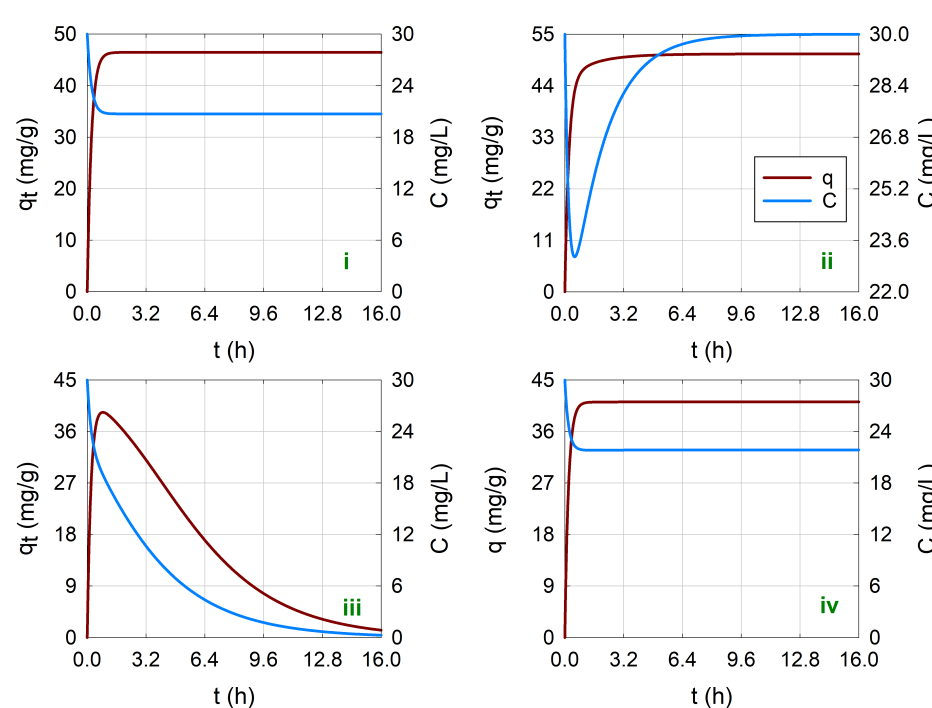 50 30 55 30.0
40 24 44 28.4
30 18 33 26.8
20 12 22 25.2
10 6 11 23.6
0 0 0 22.0
qt (mg/g) C (mg/L) qt (mg/g) C (mg/L)
q
C
i ii
0.0 3.2 6.4 9.6 12.8 16.0 0.0 3.2 6.4 9.6 12.8 16.0
t (h) t (h)
45 30 45 30
36 24 36 24
27 18 27 18
18 12 18 12
9 6 9 6
0 0 0 0
qt (mg/g) C (mg/L) q (mg/g) C (mg/L)
iii iv
0.0 3.2 6.4 9.6 12.8 16.0 0.0 3.2 6.4 9.6 12.8 16.0
t (h) t (h)